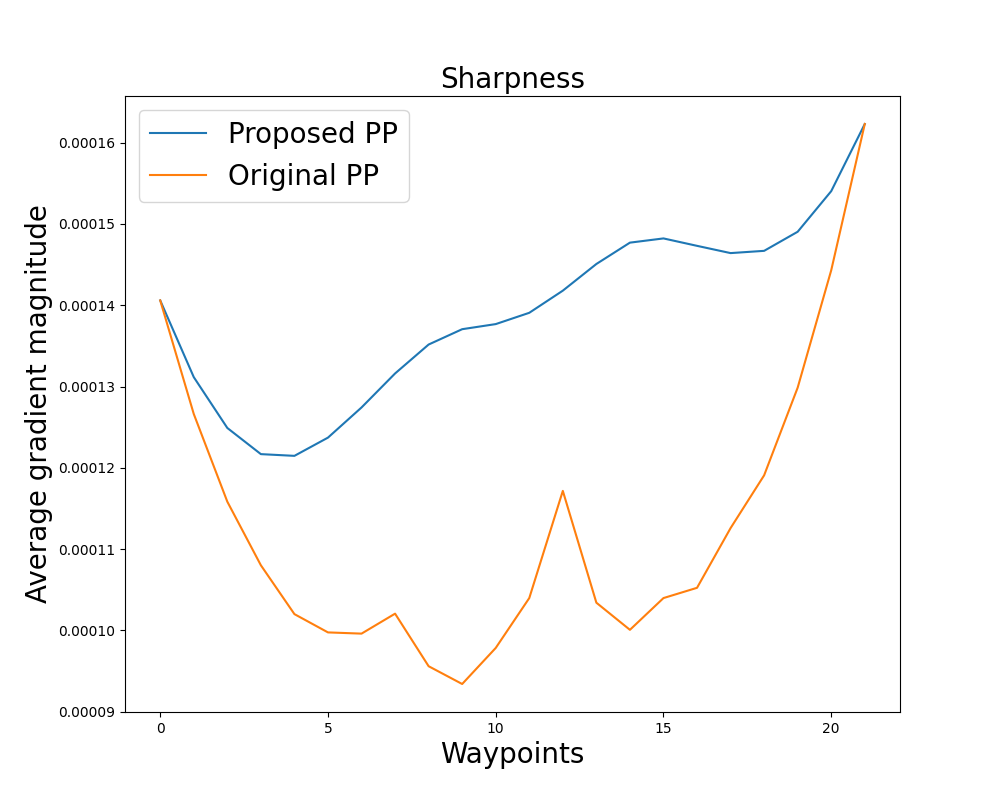 Sharpness
Proposed PP
Original PP
Average gradient magnitude
0.00016
0.00015
0.00014
0.00013
0.00012
0.00011
0.00010
0.00009
0 5 10 15 20
Waypoints